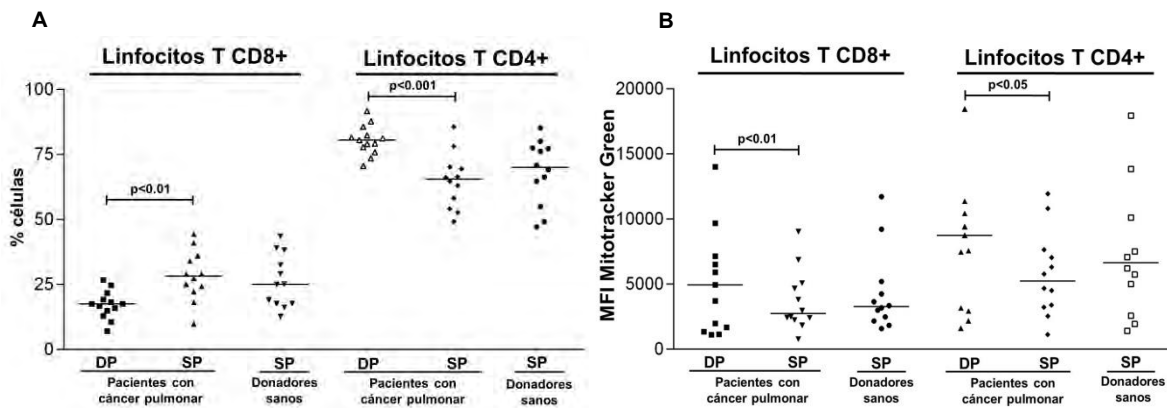 A
Linfocitos T CD8+
Linfocitos T CD4+
% células
100
75
50
25
0
p<0.01
p<0.001
DP
SP
SP
DP
SP
SP
Pacientes con
cáncer pulmonar
Donadores
sanos
Pacientes con
cáncer pulmonar
Donadores
sanos
B
Linfocitos T CD8+
Linfocitos T CD4+
MFI Mitotracker Green
20000
15000
10000
5000
0
p<0.01
p<0.05
DP
SP
SP
DP
SP
SP
Pacientes con
cáncer pulmonar
Donadores
sanos
Pacientes con
cáncer pulmonar
Donadores
sanos